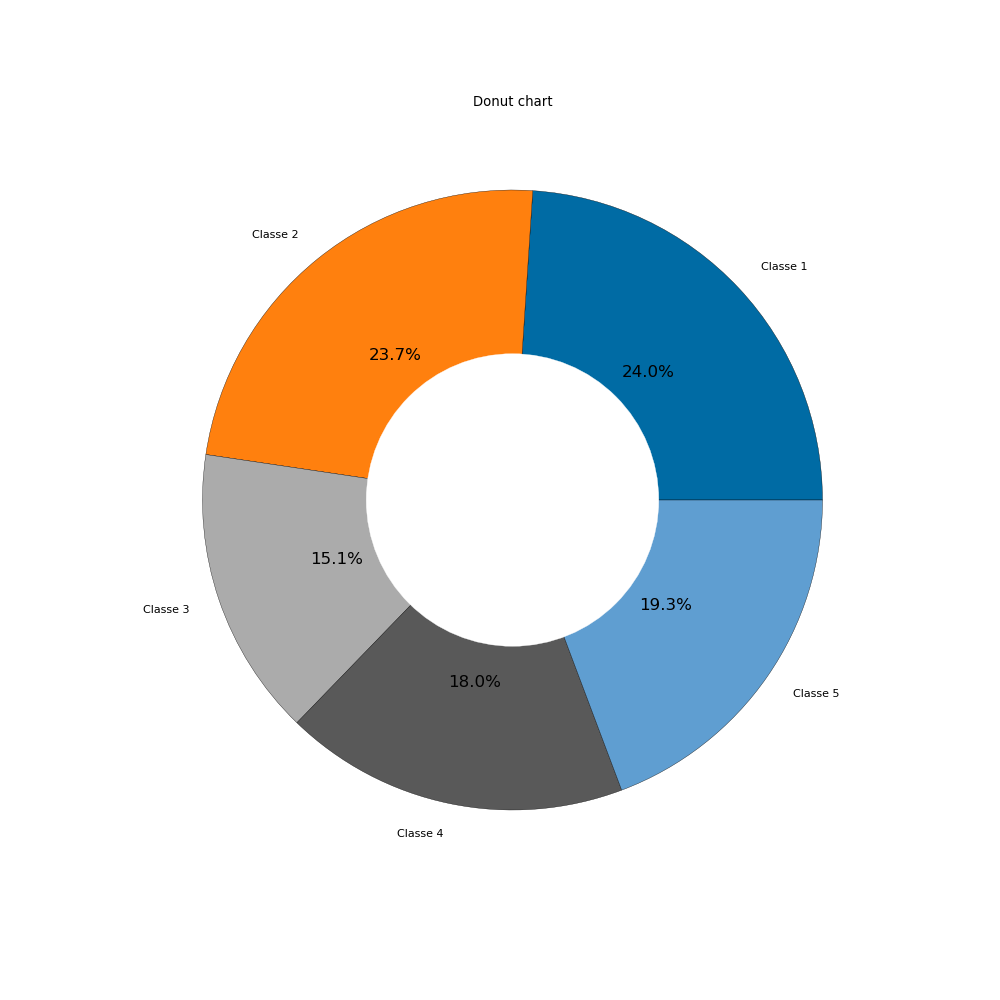 Donut chart
Classe 1
24.0%
Classe 2
23.7%
Classe 3
15.1%
Classe 4
18.0%
Classe 5
19.3%